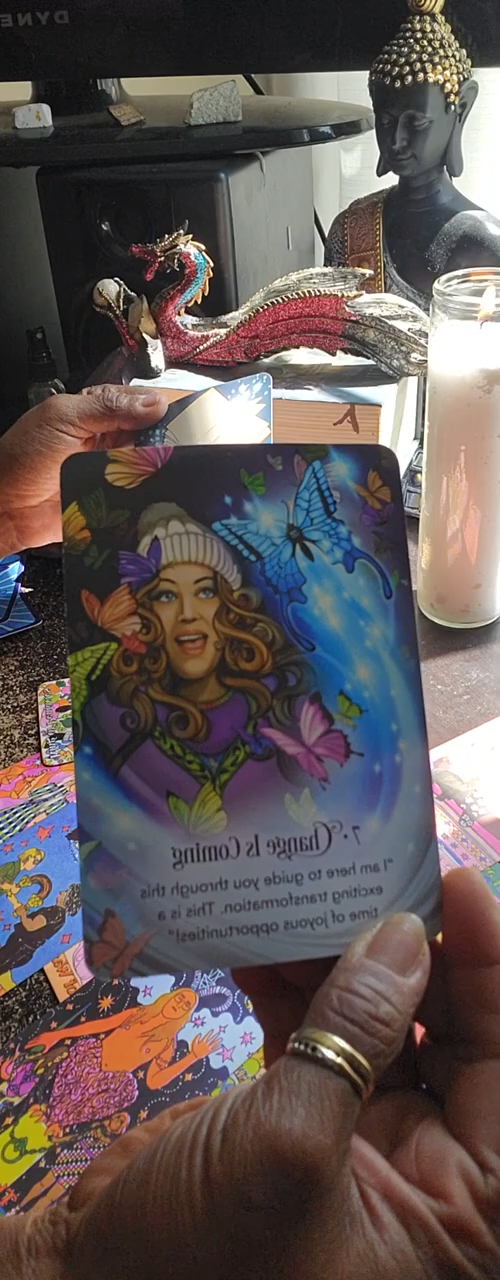 DYNE
7 · Change Is Coming
"I am here to guide you through this
exciting transformation. This is a
time of joyous opportunities!"